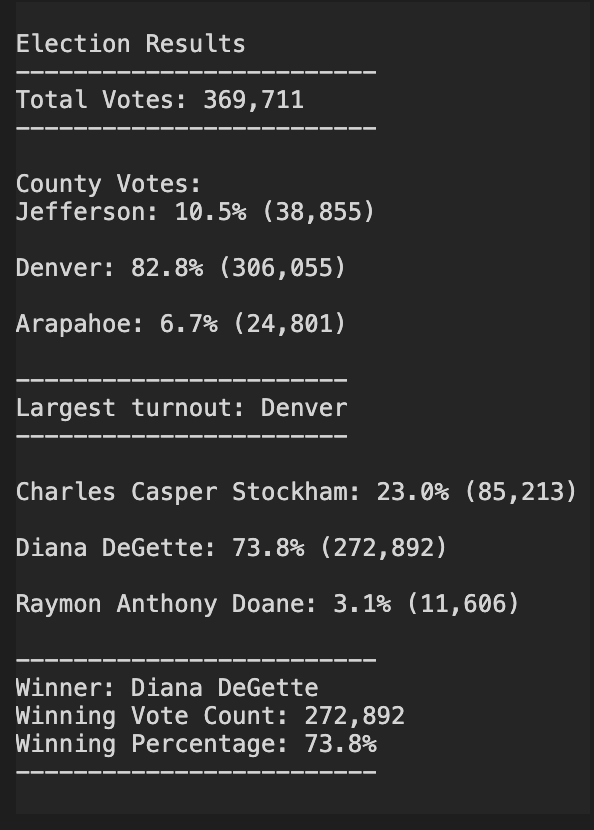 Election Results
-------------------------
Total Votes: 369,711
-------------------------
County Votes:
Jefferson: 10.5% (38,855)
Denver: 82.8% (306,055)
Arapahoe: 6.7% (24,801)
-----------------------
Largest turnout: Denver
-----------------------
Charles Casper Stockham: 23.0% (85,213)
Diana DeGette: 73.8% (272,892)
Raymon Anthony Doane: 3.1% (11,606)
-------------------------
Winner: Diana DeGette
Winning Vote Count: 272,892
Winning Percentage: 73.8%
-------------------------